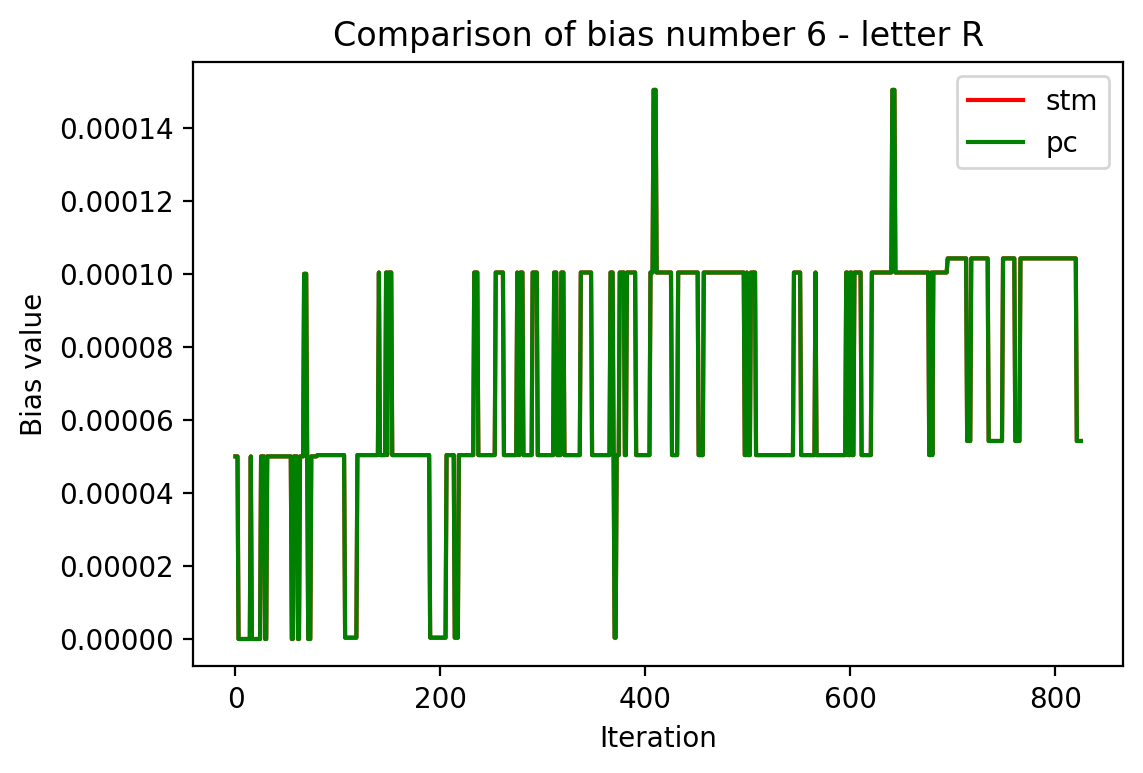 Comparison of bias number 6 - letter R
stm
pc
0.00014
0.00012
0.00010
0.00008
0.00006
0.00004
0.00002
0.00000
Bias value
0 200 400 600 800
Iteration